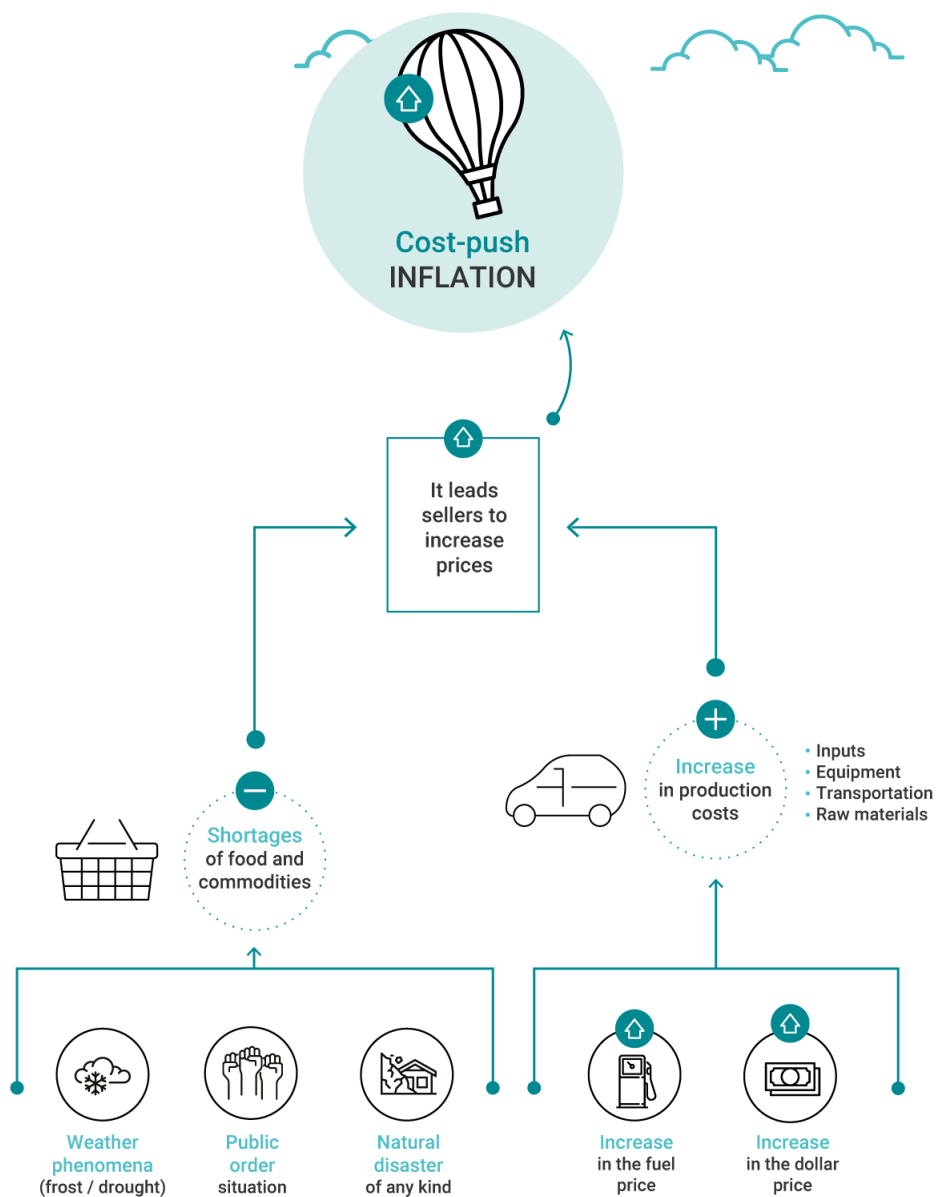 Cost-push
INFLATION
It leads
sellers to
increase
prices
Increase
in production
costs
• Inputs
• Equipment
• Transportation
• Raw materials
Shortages
of food and
commodities
Weather
phenomena
(frost / drought)
Public
order
situation
Natural
disaster
of any kind
Increase
in the fuel
price
Increase
in the dollar
price